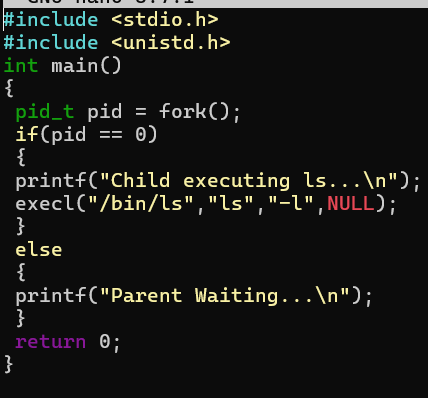 #include <stdio.h>
#include <unistd.h>
int main()
{
 pid_t pid = fork();
 if(pid == 0)
 {
 printf("Child executing ls...\n");
 execl("/bin/ls","ls","-l",NULL);
 }
 else
 {
 printf("Parent Waiting...\n");
 }
 return 0;
}